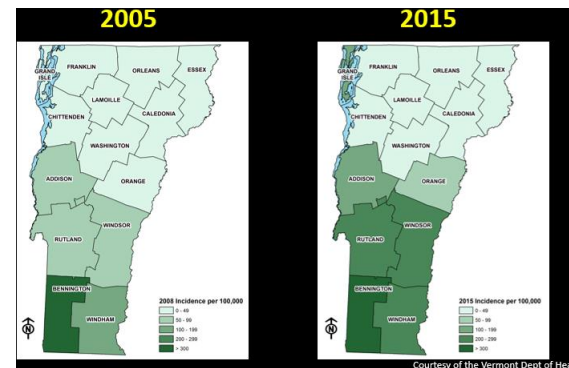 2005
2015
FRANKLIN
ORLEANS
ESSEX
GRAND
ISLE
LAMOILLE
CHITTENDEN
CALEDONIA
WASHINGTON
ADDISON
ORANGE
WINDSOR
RUTLAND
BENNINGTON
WINDHAM
N
2008 Incidence per 100,000
0 - 49
50 - 99
100 - 199
200 - 299
> 300
FRANKLIN
ORLEANS
ESSEX
GRAND
ISLE
LAMOILLE
CHITTENDEN
CALEDONIA
WASHINGTON
ADDISON
ORANGE
WINDSOR
RUTLAND
BENNINGTON
WINDHAM
N
2015 Incidence per 100,000
0 - 49
50 - 99
100 - 199
200 - 299
> 300
Courtesy of the Vermont Dept of Hea